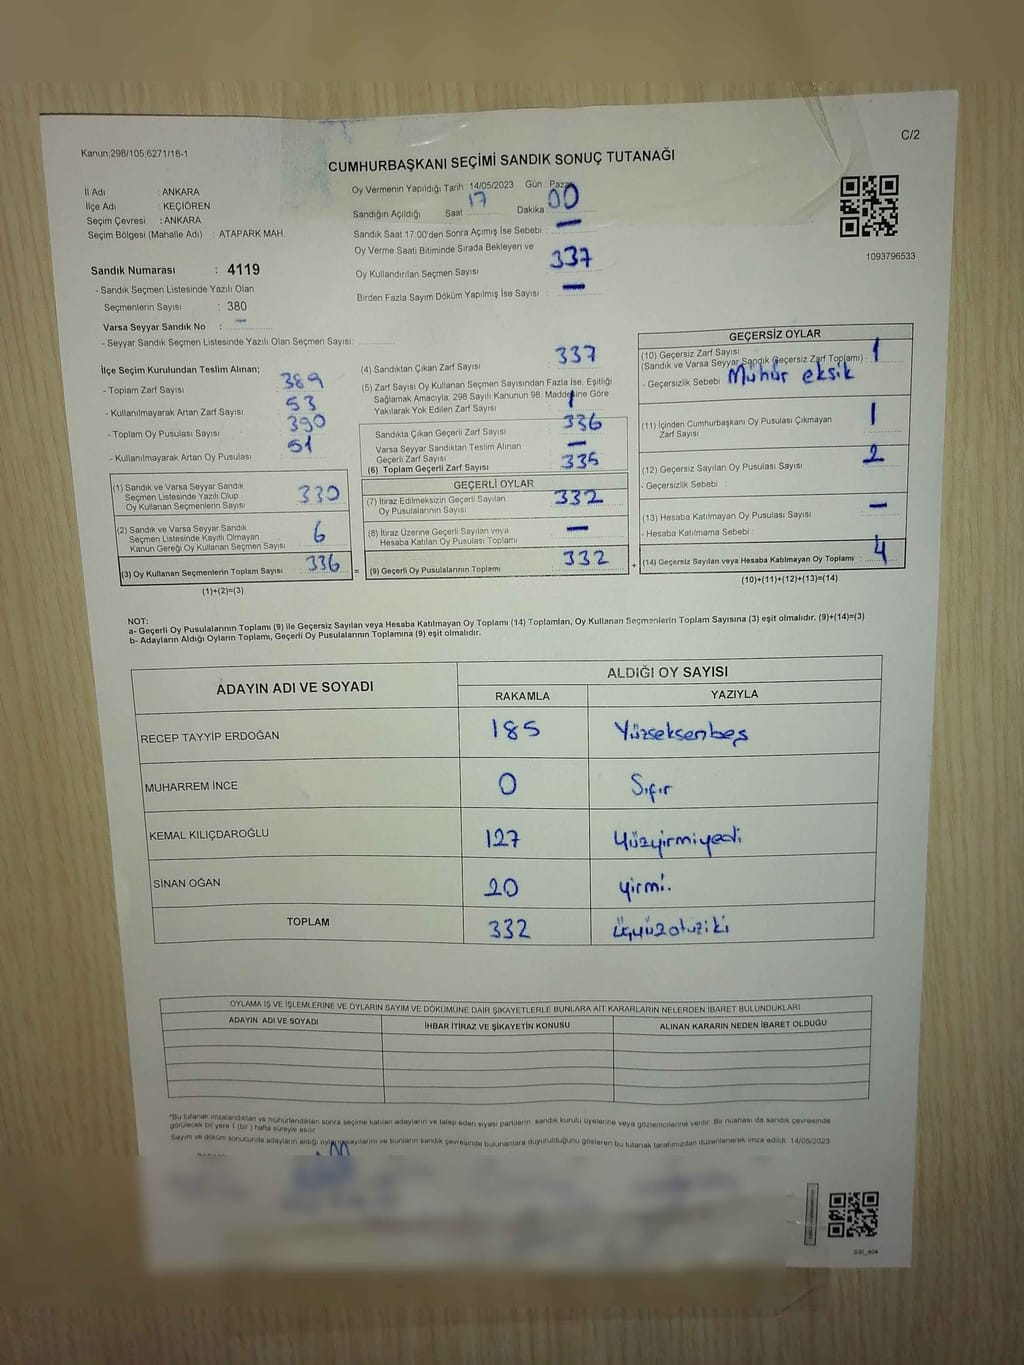 C/2
Kanun;298/105;6271/18-1
CUMHURBAŞKANI SEÇİMİ SANDIK SONUÇ TUTANAĞI
İl Adı : ANKARA
İlçe Adı : KEÇİÖREN
Seçim Çevresi : ANKARA
Seçim Bölgesi (Mahalle Adı) : ATAPARK MAH.
Sandık Numarası : 4119
- Sandık Seçmen Listesinde Yazılı Olan
Seçmenlerin Sayısı : 380
Varsa Seyyar Sandık No : –
- Seyyar Sandık Seçmen Listesinde Yazılı Olan Seçmen Sayısı:
Oy Vermenin Yapıldığı Tarih : 14/05/2023 Gün : Pazar
Sandığın Açıldığı Saat 17 Dakika 00
Sandık Saat 17:00'den Sonra Açımış İse Sebebi : –
Oy Verme Saati Bitiminde Sırada Bekleyen ve
Oy Kullandırılan Seçmen Sayısı 337
Birden Fazla Sayım Döküm Yapılmış İse Sayısı : –
1093796533
İlçe Seçim Kurulundan Teslim Alınan;
- Toplam Zarf Sayısı : 389
- Kullanılmayarak Artan Zarf Sayısı : 53
- Toplam Oy Pusulası Sayısı : 390
- Kullanılmayarak Artan Oy Pusulası : 51
(1) Sandık ve Varsa Seyyar Sandık
Seçmen Listesinde Yazılı Olup
Oy Kullanan Seçmenlerin Sayısı : 330
(2) Sandık ve Varsa Seyyar Sandık
Seçmen Listesinde Kayıtlı Olmayan
Kanun Gereği Oy Kullanan Seçmen Sayısı : 6
(3) Oy Kullanan Seçmenlerin Toplam Sayısı : 336
(1)+(2)=(3)
=
(4) Sandıktan Çıkan Zarf Sayısı : 337
(5) Zarf Sayısı Oy Kullanan Seçmen Sayısından Fazla İse, Eşitliği
Sağlamak Amacıyla; 298 Sayılı Kanunun 98. Maddesine Göre
Yakılarak Yok Edilen Zarf Sayısı : 1
Sandıkta Çıkan Geçerli Zarf Sayısı : 336
Varsa Seyyar Sandıktan Teslim Alınan
Geçerli Zarf Sayısı : –
(6) Toplam Geçerli Zarf Sayısı : 335
GEÇERLİ OYLAR
(7) İtiraz Edilmeksizin Geçerli Sayılan
Oy Pusulalarının Sayısı : 332
(8) İtiraz Üzerine Geçerli Sayılan veya
Hesaba Katılan Oy Pusulası Toplamı : –
(9) Geçerli Oy Pusulalarının Toplamı : 332
+
GEÇERSİZ OYLAR
(10) Geçersiz Zarf Sayısı
(Sandık ve Varsa Seyyar Sandık Geçersiz Zarf Toplamı) : 1
- Geçersizlik Sebebi : Mühür eksik
(11) İçinden Cumhurbaşkanı Oy Pusulası Çıkmayan
Zarf Sayısı : 1
(12) Geçersiz Sayılan Oy Pusulası Sayısı : 2
- Geçersizlik Sebebi :
(13) Hesaba Katılmayan Oy Pusulası Sayısı : –
- Hesaba Katılmama Sebebi :
(14) Geçersiz Sayılan veya Hesaba Katılmayan Oy Toplamı : 4
(10)+(11)+(12)+(13)=(14)
NOT:
a- Geçerli Oy Pusulalarının Toplamı (9) ile Geçersiz Sayılan veya Hesaba Katılmayan Oy Toplamı (14) Toplamları, Oy Kullanan Seçmenlerin Toplam Sayısına (3) eşit olmalıdır. (9)+(14)=(3)
b- Adayların Aldığı Oyların Toplamı, Geçerli Oy Pusulalarının Toplamına (9) eşit olmalıdır.
ADAYIN ADI VE SOYADI ALDIĞI OY SAYISI
RAKAMLA YAZIYLA
RECEP TAYYİP ERDOĞAN 185 Yüzseksenbeş
MUHARREM İNCE 0 Sıfır
KEMAL KILIÇDAROĞLU 127 Yüzyirmiyedi
SİNAN OĞAN 20 yirmi.
TOPLAM 332 üçyüzotuziki
OYLAMA İŞ VE İŞLEMLERİNE VE OYLARIN SAYIM VE DÖKÜMÜNE DAİR ŞİKAYETLERLE BUNLARA AİT KARARLARIN NELERDEN İBARET BULUNDUKLARI
ADAYIN ADI VE SOYADI İHBAR İTİRAZ VE ŞİKAYETİN KONUSU ALINAN KARARIN NEDEN İBARET OLDUĞU
*Bu tutanak imzalandıktan ve mühürlendikten sonra seçime katılan adayların ve talep eden siyasi partilerin sandık kurulu üyelerine veya gözlemcilerine verilir. Bir nüshası da sandık çevresinde
görülecek bir yere 1 (bir) hafta süreyle asılır.
Sayım ve döküm sonucunda adayların aldığı oy sayılarını ve bunların sandık çevresinde bulunanlara duyurulduğunu gösteren bu tutanak tarafımızdan düzenlenerek imza edildi. 14/05/2023